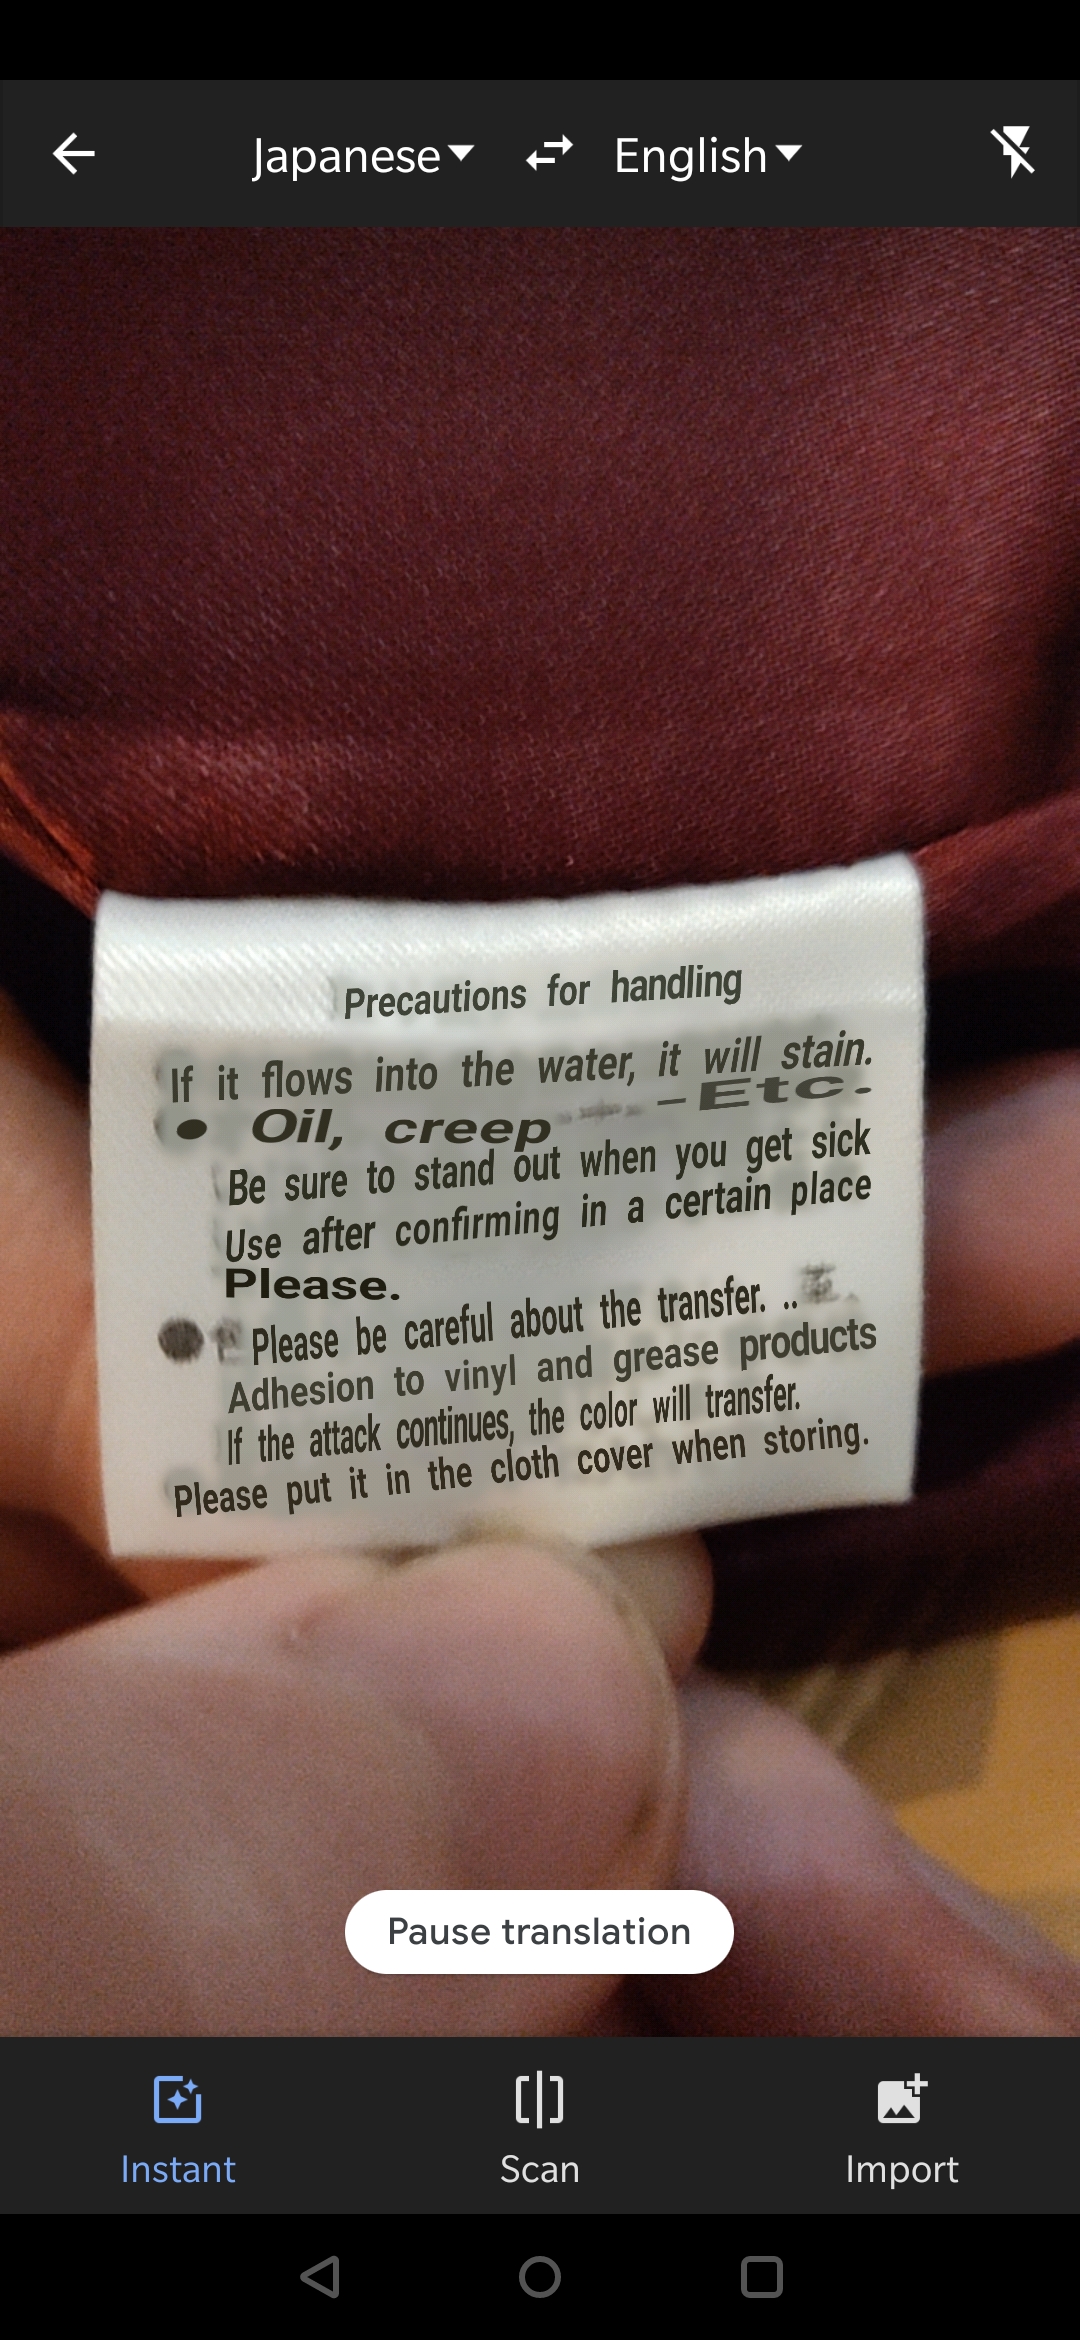 Japanese English
Precautions for handling
If it flows into the water, it will stain.
• Oil, creep - Etc.
Be sure to stand out when you get sick
Use after confirming in a certain place
Please.
● Please be careful about the transfer. ..
Adhesion to vinyl and grease products
If the attack continues, the color will transfer.
Please put it in the cloth cover when storing.
Pause translation
Instant Scan Import